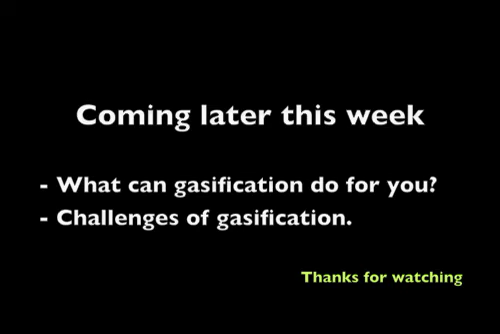 Coming later this week
- What can gasification do for you?
- Challenges of gasification.
Thanks for watching